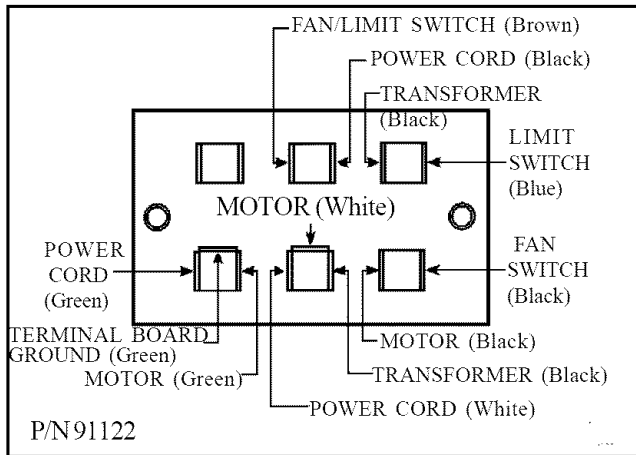 FAN/LIMIT SWITCH (Brown)
POWER CORD (Black)
TRANSFORMER
(Black)
LIMIT
SWITCH
(Blue)
MOTOR (White)
POWER
CORD
(Green)
FAN
SWITCH
(Black)
TERMINAL BOARD
GROUND (Green)
MOTOR (Black)
MOTOR (Green)
TRANSFORMER (Black)
POWER CORD (White)
P/N 91122